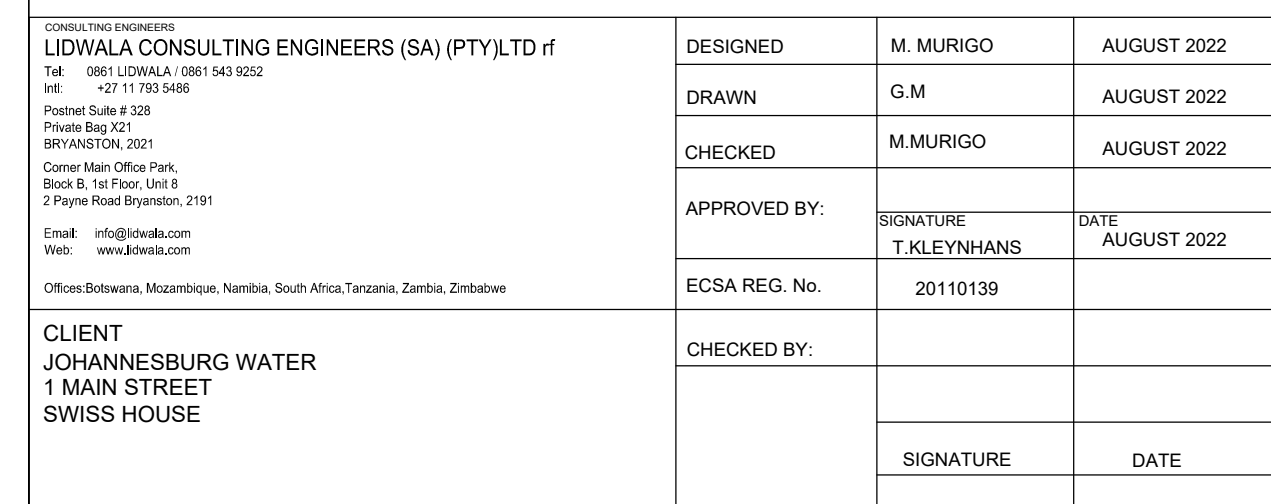 CONSULTING ENGINEERS
LIDWALA CONSULTING ENGINEERS (SA) (PTY)LTD rf
Tel: 0861 LIDWALA / 0861 543 9252
Intl: +27 11 793 5486
Postnet Suite # 328
Private Bag X21
BRYANSTON, 2021
Corner Main Office Park,
Block B, 1st Floor, Unit 8
2 Payne Road Bryanston, 2191
Email: info@lidwala.com
Web: www.lidwala.com
Offices:Botswana, Mozambique, Namibia, South Africa,Tanzania, Zambia, Zimbabwe
CLIENT
JOHANNESBURG WATER
1 MAIN STREET
SWISS HOUSE
DESIGNED M. MURIGO AUGUST 2022
DRAWN G.M AUGUST 2022
CHECKED M.MURIGO AUGUST 2022
APPROVED BY:
SIGNATURE DATE
T.KLEYNHANS AUGUST 2022
ECSA REG. No. 20110139
CHECKED BY:
SIGNATURE DATE